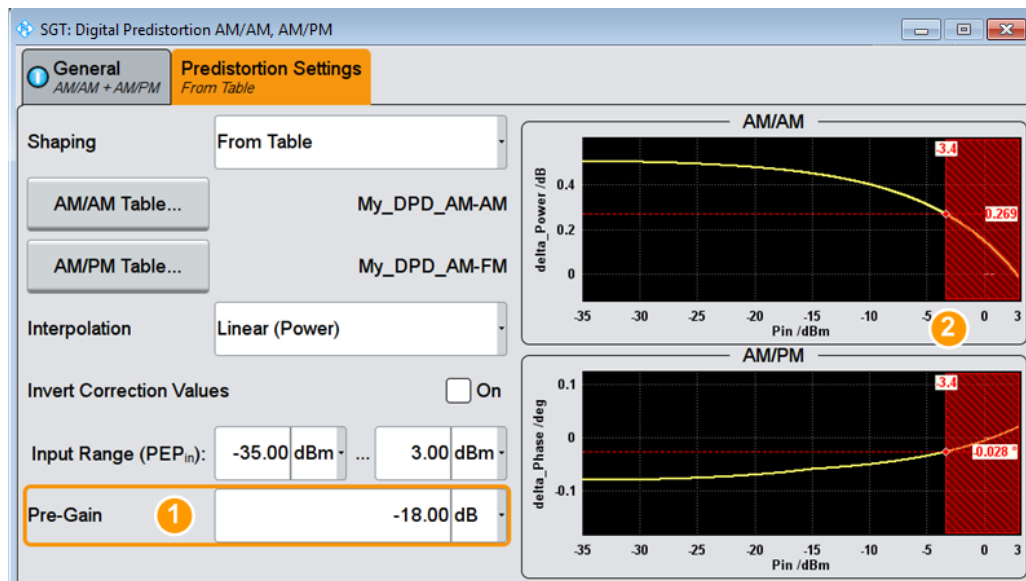 SGT: Digital Predistortion AM/AM, AM/PM
General
AM/AM + AM/PM
Predistortion Settings
From Table
Shaping
From Table
AM/AM Table...
My_DPD_AM-AM
AM/PM Table...
My_DPD_AM-FM
Interpolation
Linear (Power)
Invert Correction Values
On
Input Range (PEPin):
-35.00 dBm ... 3.00 dBm
Pre-Gain
1
-18.00 dB
AM/AM
delta_Power /dB
0.4
0.2
0
-3.4
0.269
-35 -30 -25 -20 -15 -10 -5 0 3
2
Pin /dBm
AM/PM
delta_Phase /deg
0.1
0
-0.1
-3.4
-0.028 °
-35 -30 -25 -20 -15 -10 -5 0 3
Pin /dBm